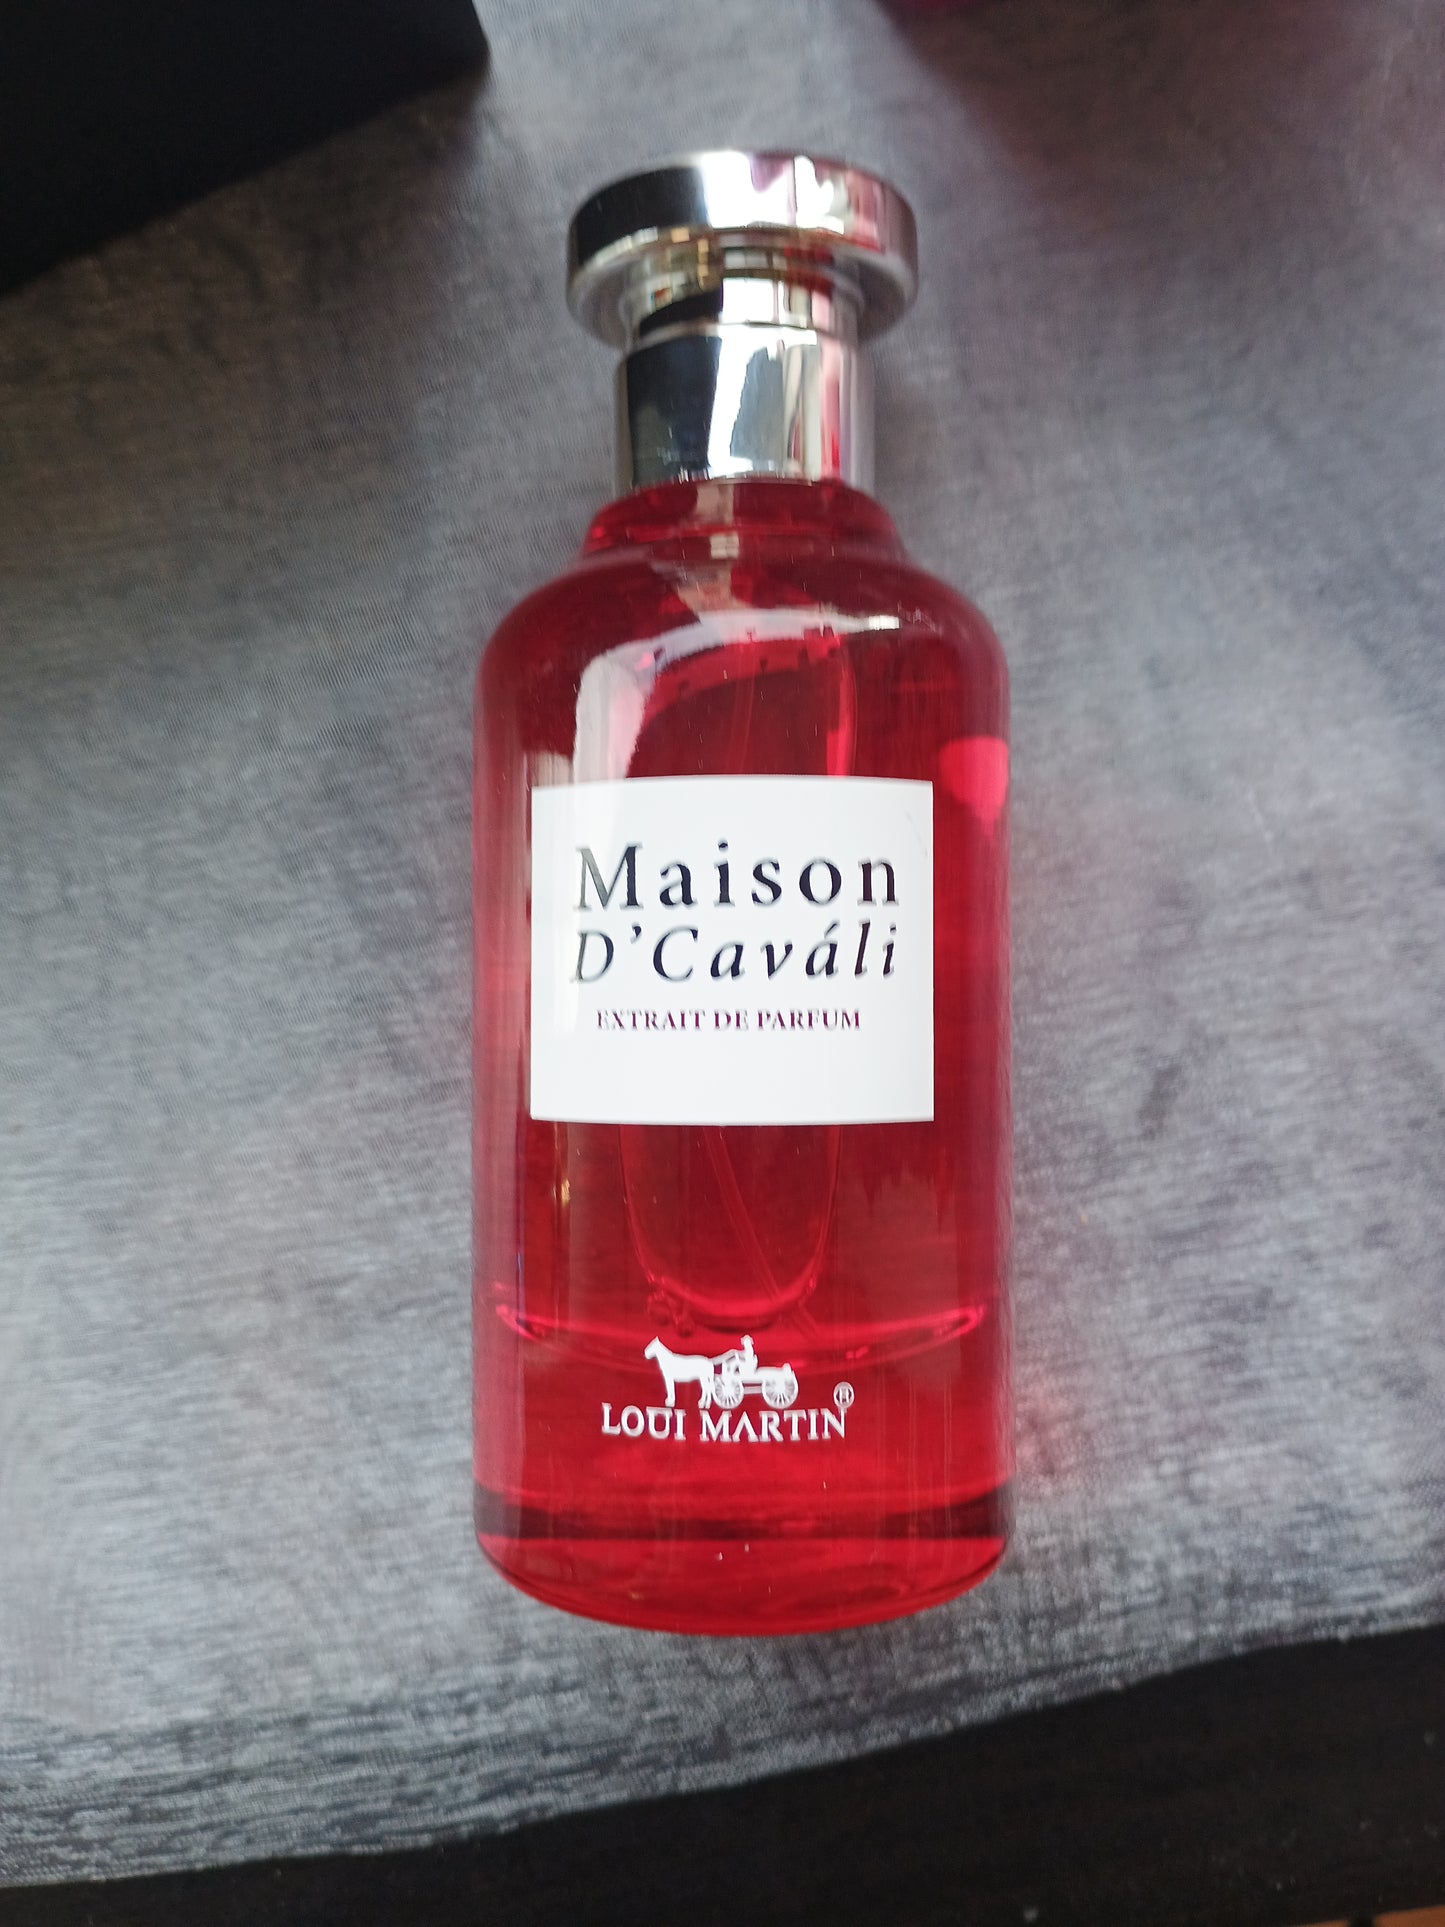 Maison
D'Caváli
EXTRAIT DE PARFUM
LOUI MARTIN®